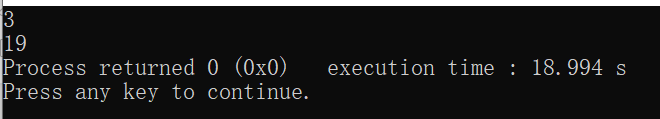 3
19
Process returned 0 (0x0)   execution time : 18.994 s
Press any key to continue.